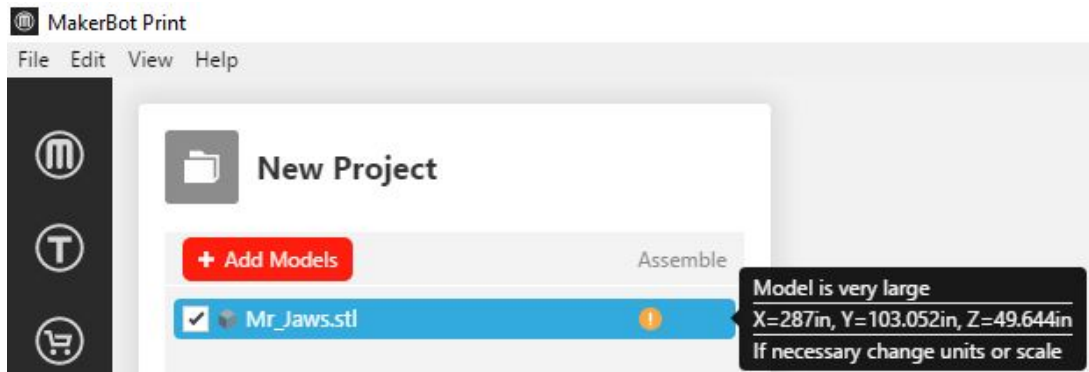 MakerBot Print
File Edit View Help
New Project
+ Add Models Assemble
Mr_Jaws.stl
Model is very large
X=287in, Y=103.052in, Z=49.644in
If necessary change units or scale